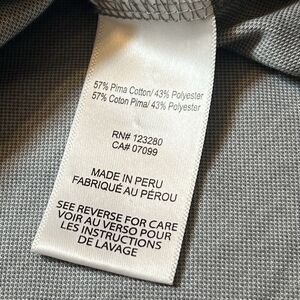 57% Pima Cotton/ 43% Polyester
57% Coton Pima/ 43% Polyester
RN# 123280
CA# 07099
MADE IN PERU
FABRIQUÉ AU PÉROU
SEE REVERSE FOR CARE
VOIR AU VERSO POUR
LES INSTRUCTIONS
DE LAVAGE